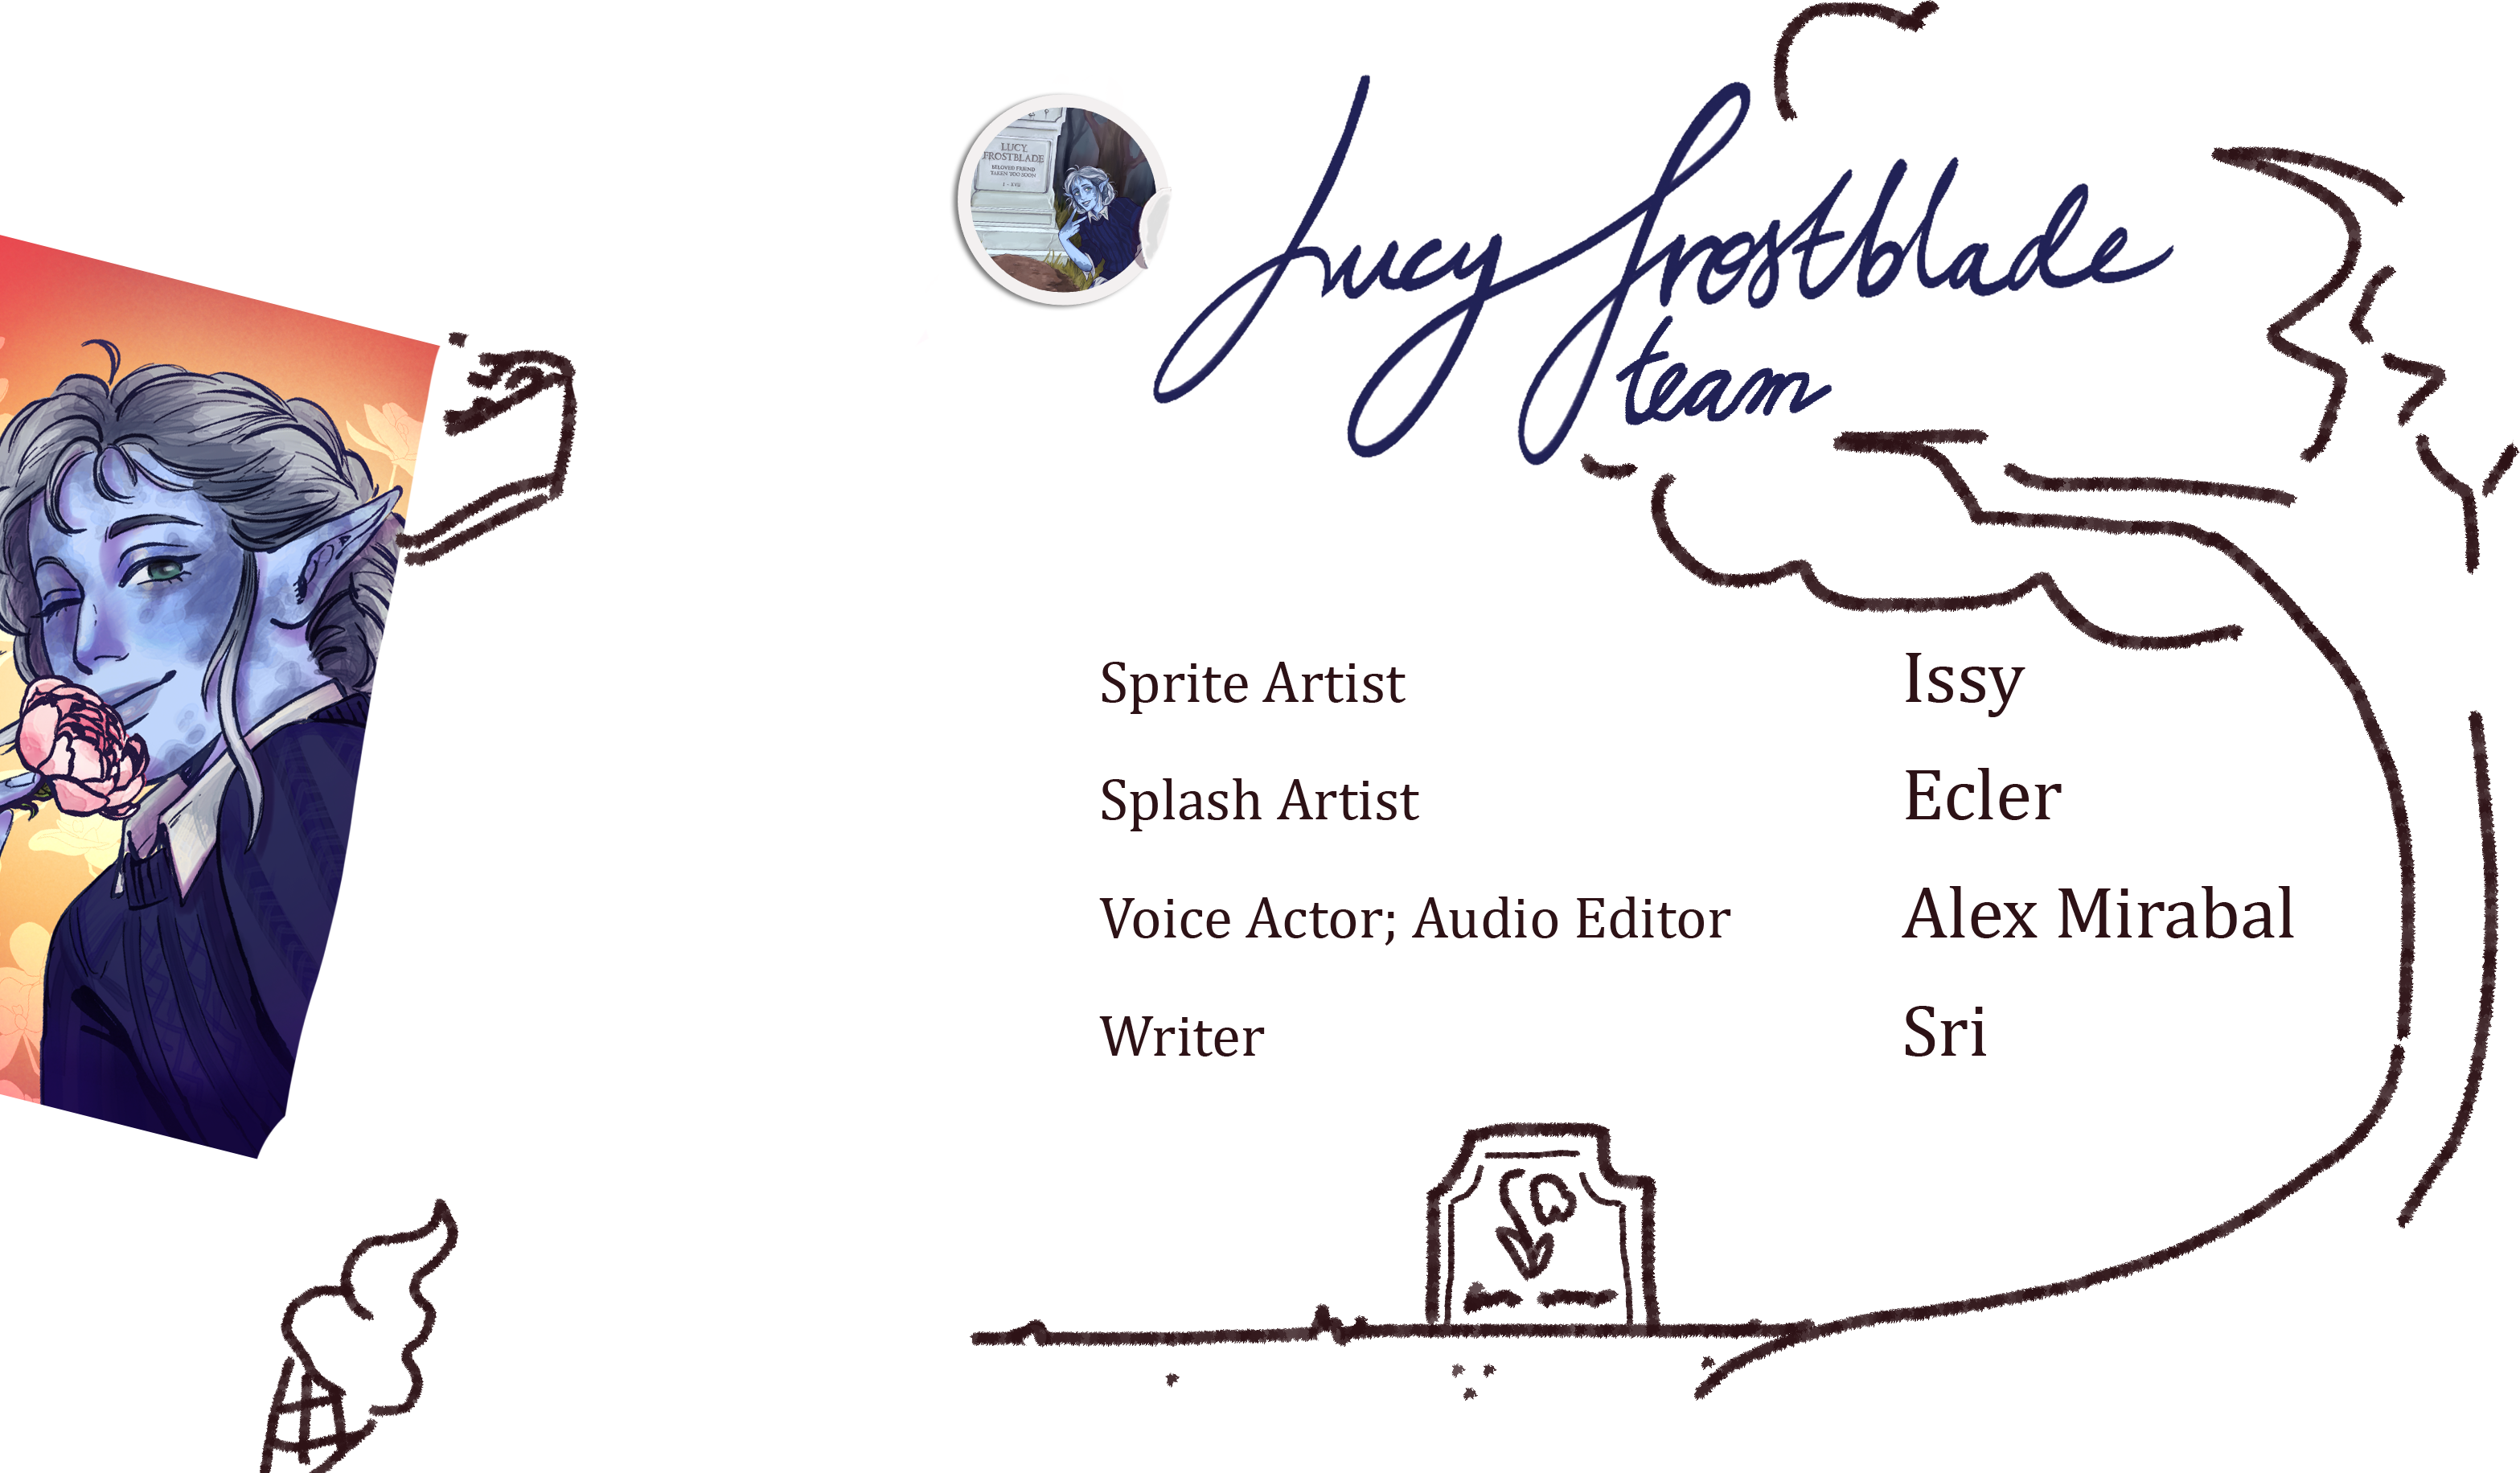 LUCY
FROSTBLADE
BELOVED FRIEND
TAKEN TOO SOON
Lucy Frostblade
team
Sprite Artist Issy
Splash Artist Ecler
Voice Actor; Audio Editor Alex Mirabal
Writer Sri